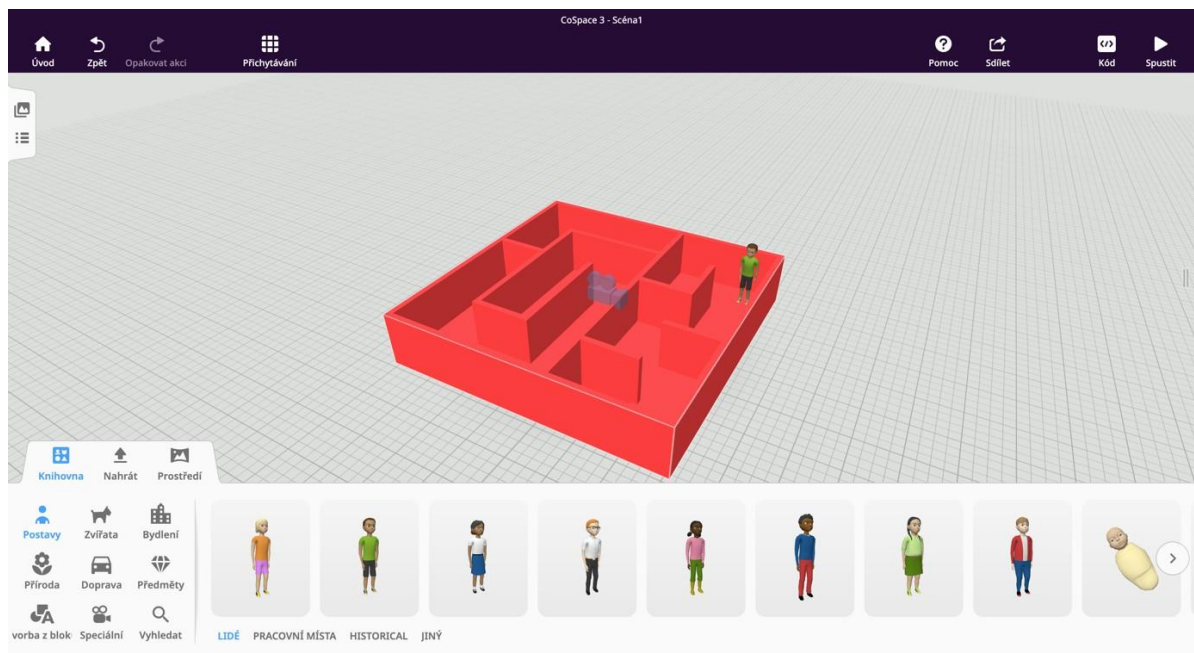 CoSpace 3 - Scéna1
Úvod Zpět Opakovat akci Přichytávání Pomoc Sdílet Kód Spustit
Knihovna Nahrát Prostředí
Postavy Zvířata Bydlení
Příroda Doprava Předměty
vorba z blok Speciální Vyhledat
LIDÉ PRACOVNÍ MÍSTA HISTORICAL JINÝ